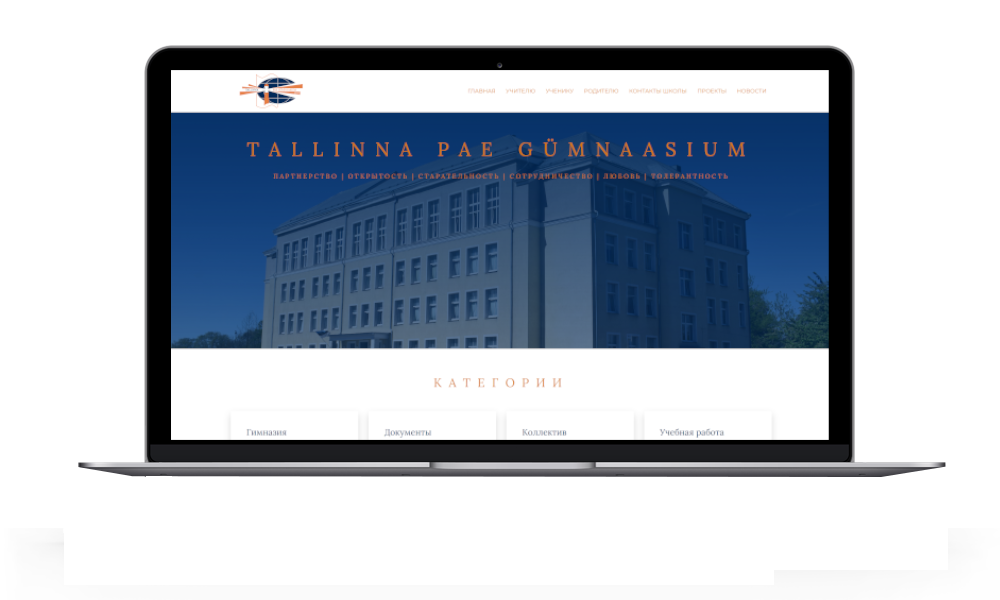 ГЛАВНАЯ УЧИТЕЛЮ УЧЕНИКУ РОДИТЕЛЮ КОНТАКТЫ ШКОЛЫ ПРОЕКТЫ НОВОСТИ
TALLINNA PAE GÜMNAASIUM
ПАРТНЕРСТВО | ОТКРЫТОСТЬ | СТАРАТЕЛЬНОСТЬ | СОТРУДНИЧЕСТВО | ЛЮБОВЬ | ТОЛЕРАНТНОСТЬ
КАТЕГОРИИ
Гимназия Документы Коллектив Учебная работа